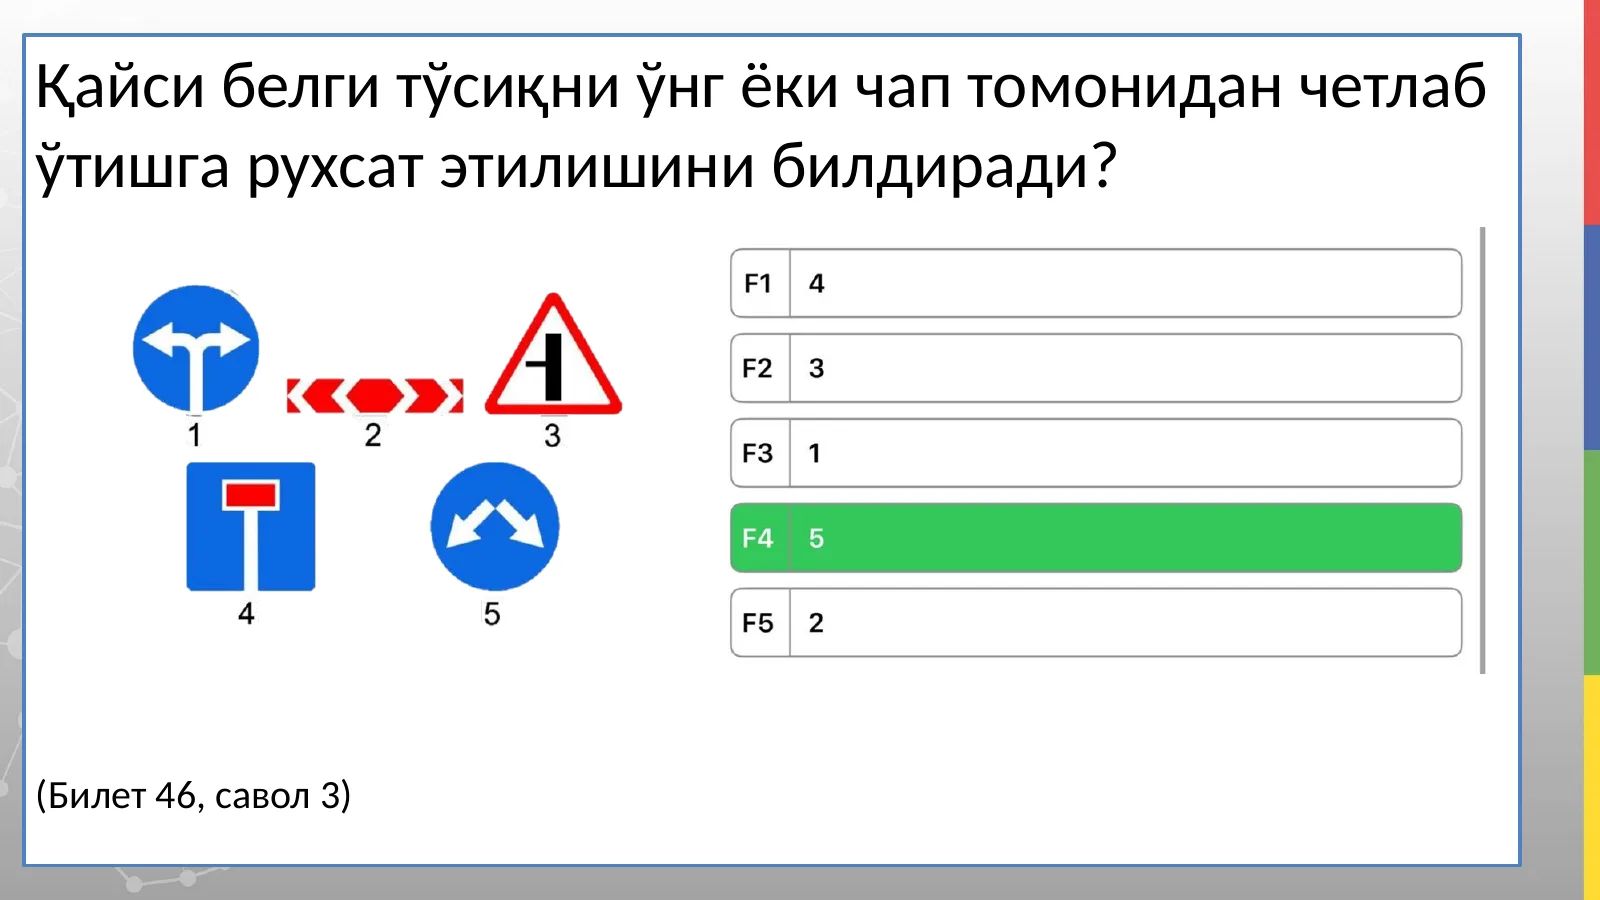 Қайси белги тўсиқни ўнг ёки чап томонидан четлаб
ўтишга рухсат этилишини билдиради?
1
2
3
4
5
F1 4
F2 3
F3 1
F4 5
F5 2
(Билет 46, савол 3)